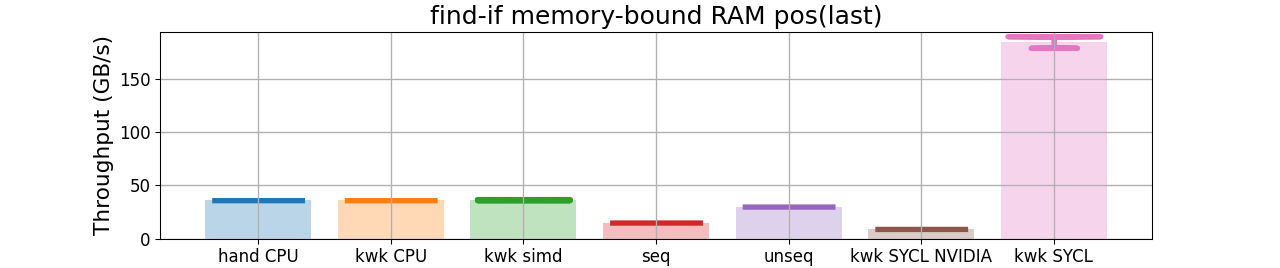 find-if memory-bound RAM pos(last)
Throughput (GB/s)
150
100
50
0
hand CPU kwk CPU kwk simd seq unseq kwk SYCL NVIDIA kwk SYCL